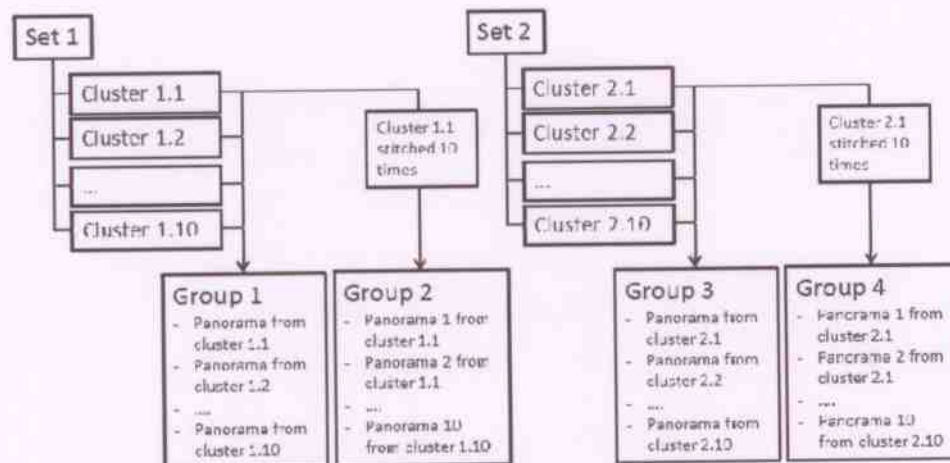 Set 1
Cluster 1.1
Cluster 1.2
....
Cluster 1.10
Cluster 1.1
stitched 10
times
Group 1
- Panorama from
cluster 1.1
- Panorama from
cluster 1.2
- ....
- Panorama from
cluster 1.10
Group 2
- Panorama 1 from
cluster 1.1
- Panorama 2 from
cluster 1.1
- ....
- Panorama 10
from cluster 1.10
Set 2
Cluster 2.1
Cluster 2.2
...
Cluster 2.10
Cluster 2.1
stitched 10
times
Group 3
- Panorama from
cluster 2.1
- Panorama from
cluster 2.2
- ....
- Panorama from
cluster 2.10
Group 4
- Panorama 1 from
cluster 2.1
- Panorama 2 from
cluster 2.1
- ....
- Panorama 10
from cluster 2.10